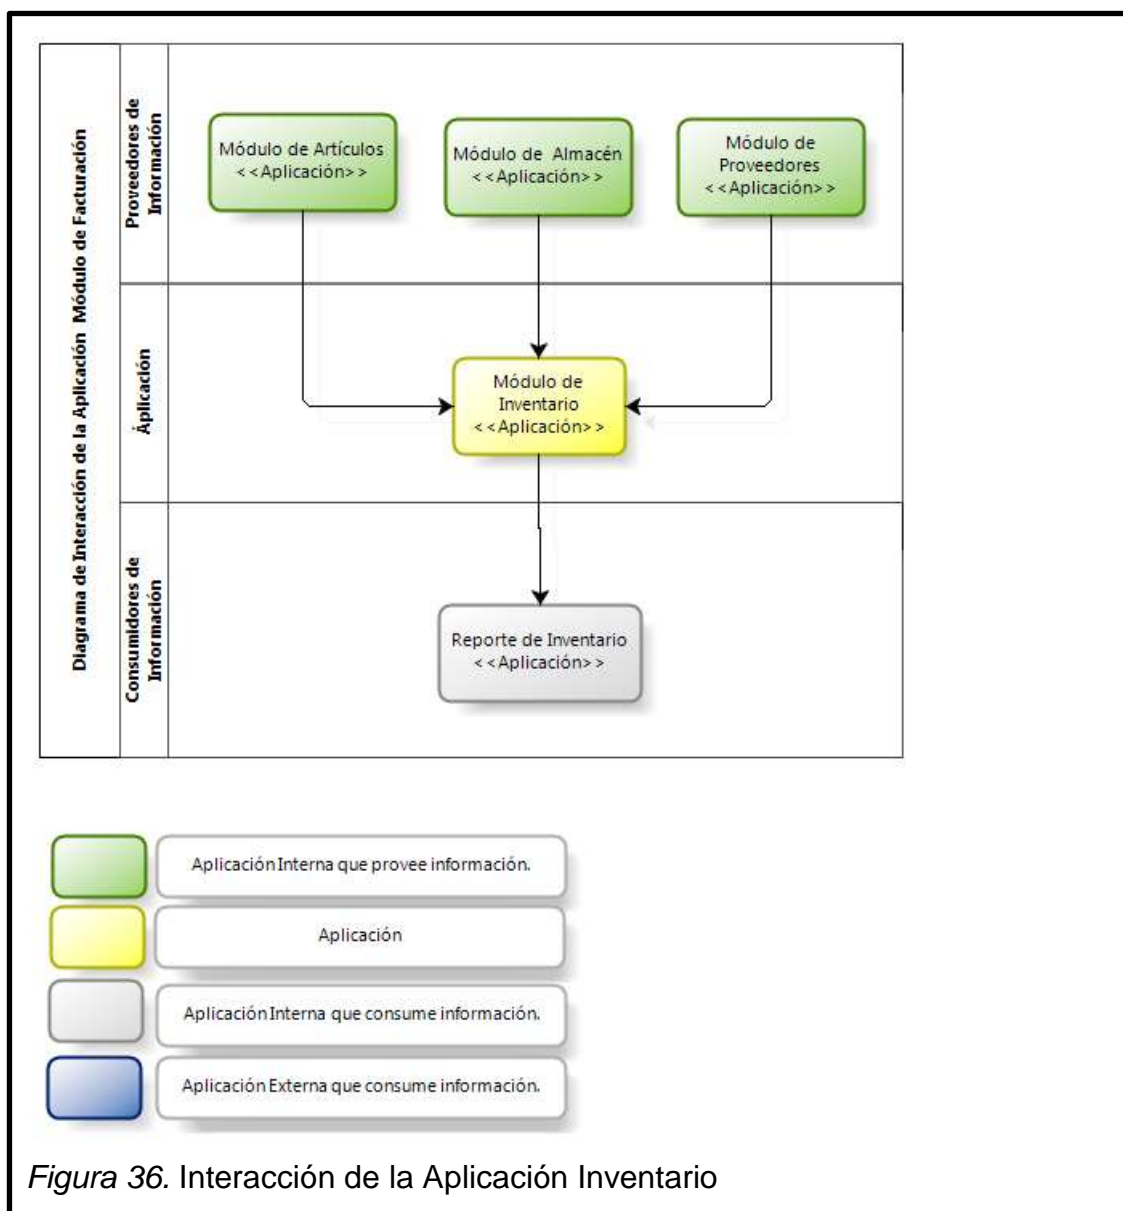 Diagrama de Interacción de la Aplicación Módulo de Facturación
Proveedores de
Información
Módulo de Artículos
<<Aplicación>>
Módulo de Almacén
<<Aplicación>>
Módulo de
Proveedores
<<Aplicación>>
Áplicación
Módulo de
Inventario
<<Aplicación>>
Consumidores de
Información
Reporte de Inventario
<<Aplicación>>
Aplicación Interna que provee información.
Aplicación
Aplicación Interna que consume información.
Aplicación Externa que consume información.
Figura 36. Interacción de la Aplicación Inventario